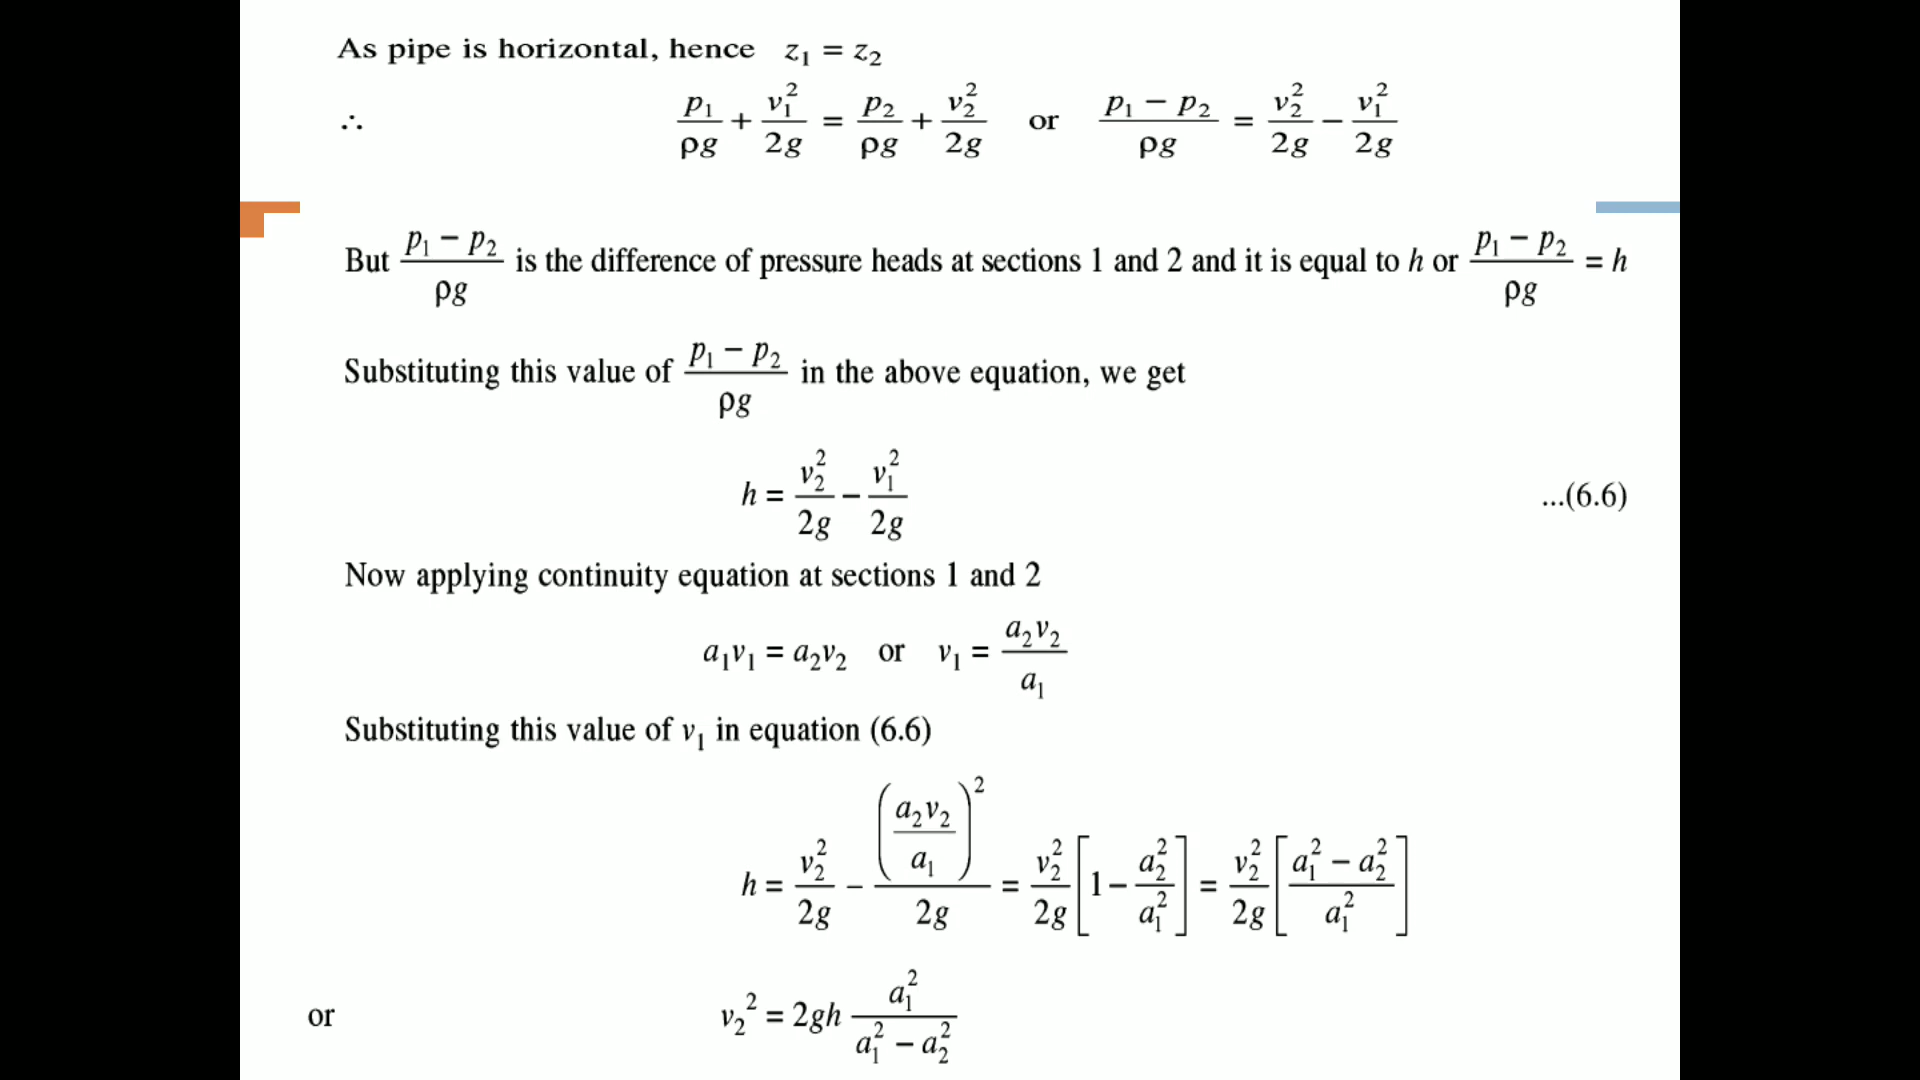 As pipe is horizontal, hence z₁ = z₂
∴ p₁/ρg + v₁²/2g = p₂/ρg + v₂²/2g or (p₁ − p₂)/ρg = v₂²/2g − v₁²/2g
But (p₁ − p₂)/ρg is the difference of pressure heads at sections 1 and 2 and it is equal to h or (p₁ − p₂)/ρg = h
Substituting this value of (p₁ − p₂)/ρg in the above equation, we get
h = v₂²/2g − v₁²/2g ...(6.6)
Now applying continuity equation at sections 1 and 2
a₁v₁ = a₂v₂ or v₁ = a₂v₂/a₁
Substituting this value of v₁ in equation (6.6)
h = v₂²/2g − (a₂v₂/a₁)²/2g = v₂²/2g [1 − a₂²/a₁²] = v₂²/2g [(a₁² − a₂²)/a₁²]
or v₂² = 2gh a₁²/(a₁² − a₂²)